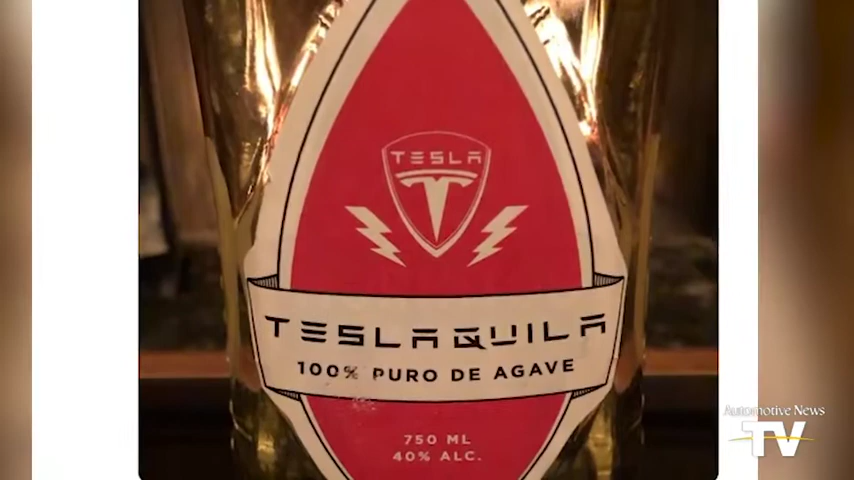 TESLA
TESLAQUILA
100% PURO DE AGAVE
750 ML
40% ALC.
Automotive News
TV